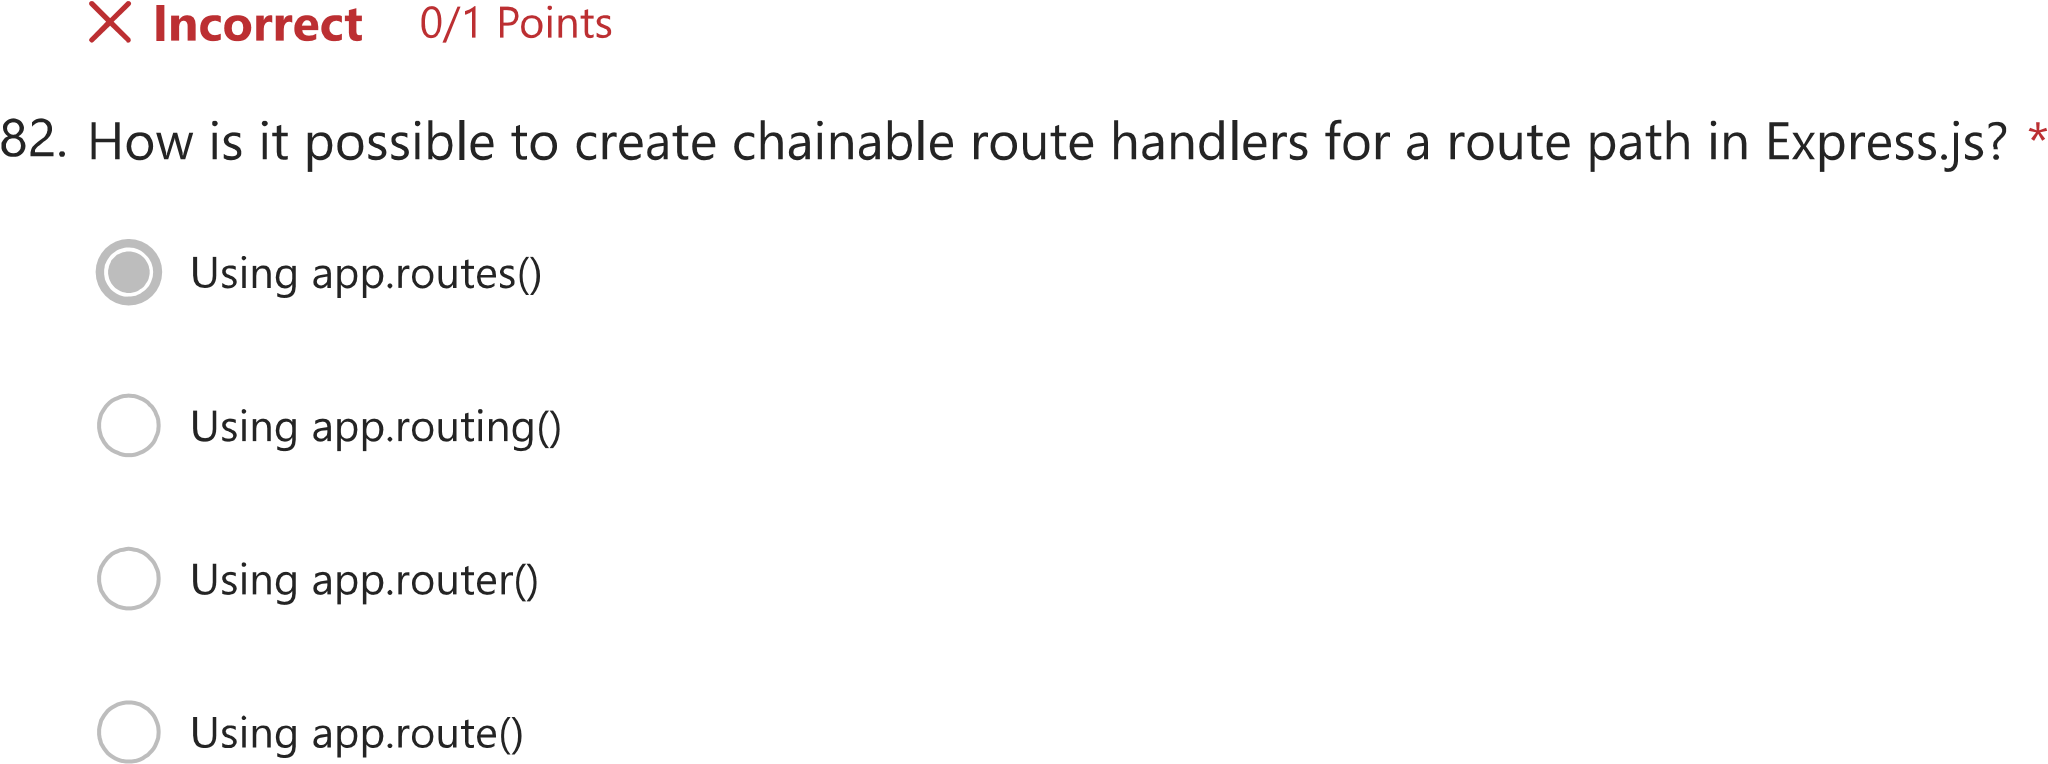 Incorrect 0/1 Points
82. How is it possible to create chainable route handlers for a route path in Express.js? *
Using app.routes()
Using app.routing()
Using app.router()
Using app.route()